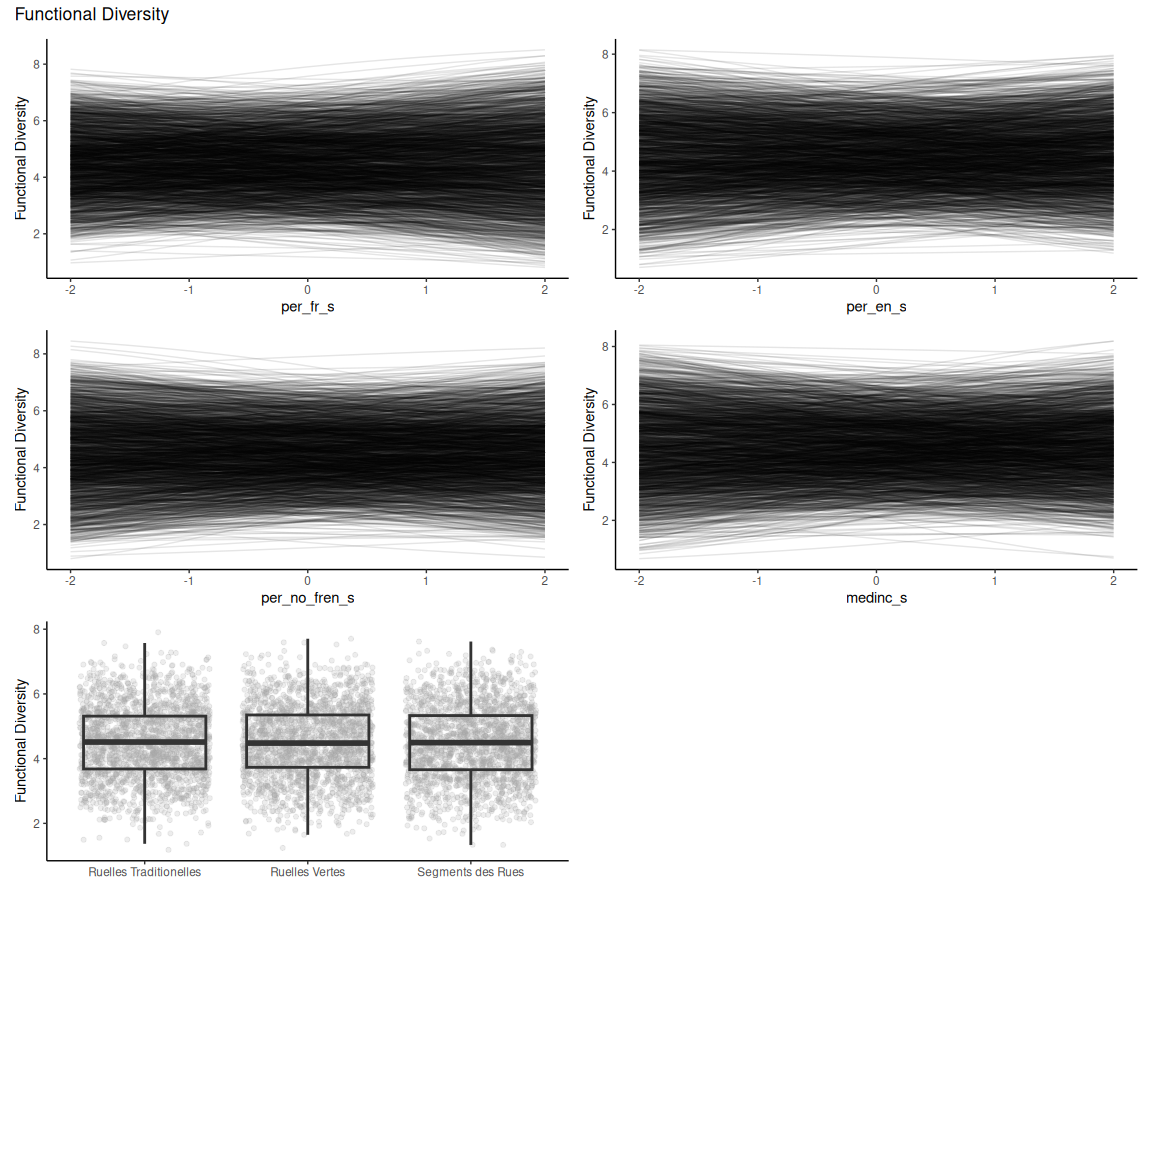 Functional Diversity
Functional Diversity
8
6
4
2
-2 -1 0 1 2
per_fr_s
Functional Diversity
8
6
4
2
-2 -1 0 1 2
per_en_s
Functional Diversity
8
6
4
2
-2 -1 0 1 2
per_no_fren_s
Functional Diversity
8
6
4
2
-2 -1 0 1 2
medinc_s
Functional Diversity
8
6
4
2
Ruelles Traditionelles Ruelles Vertes Segments des Rues